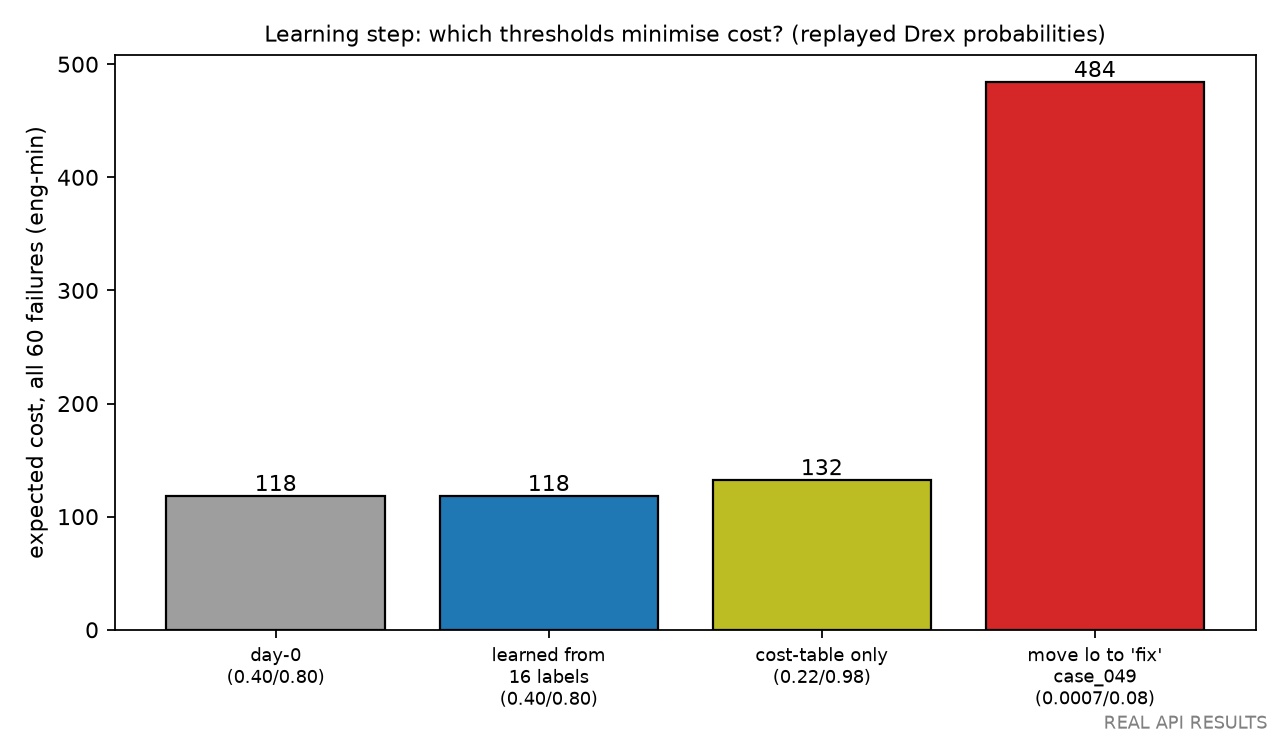 Learning step: which thresholds minimise cost? (replayed Drex probabilities)
expected cost, all 60 failures (eng-min)
500
400
300
200
100
0
118
118
132
484
day-0
(0.40/0.80)
learned from
16 labels
(0.40/0.80)
cost-table only
(0.22/0.98)
move lo to 'fix'
case_049
(0.0007/0.08)
REAL API RESULTS